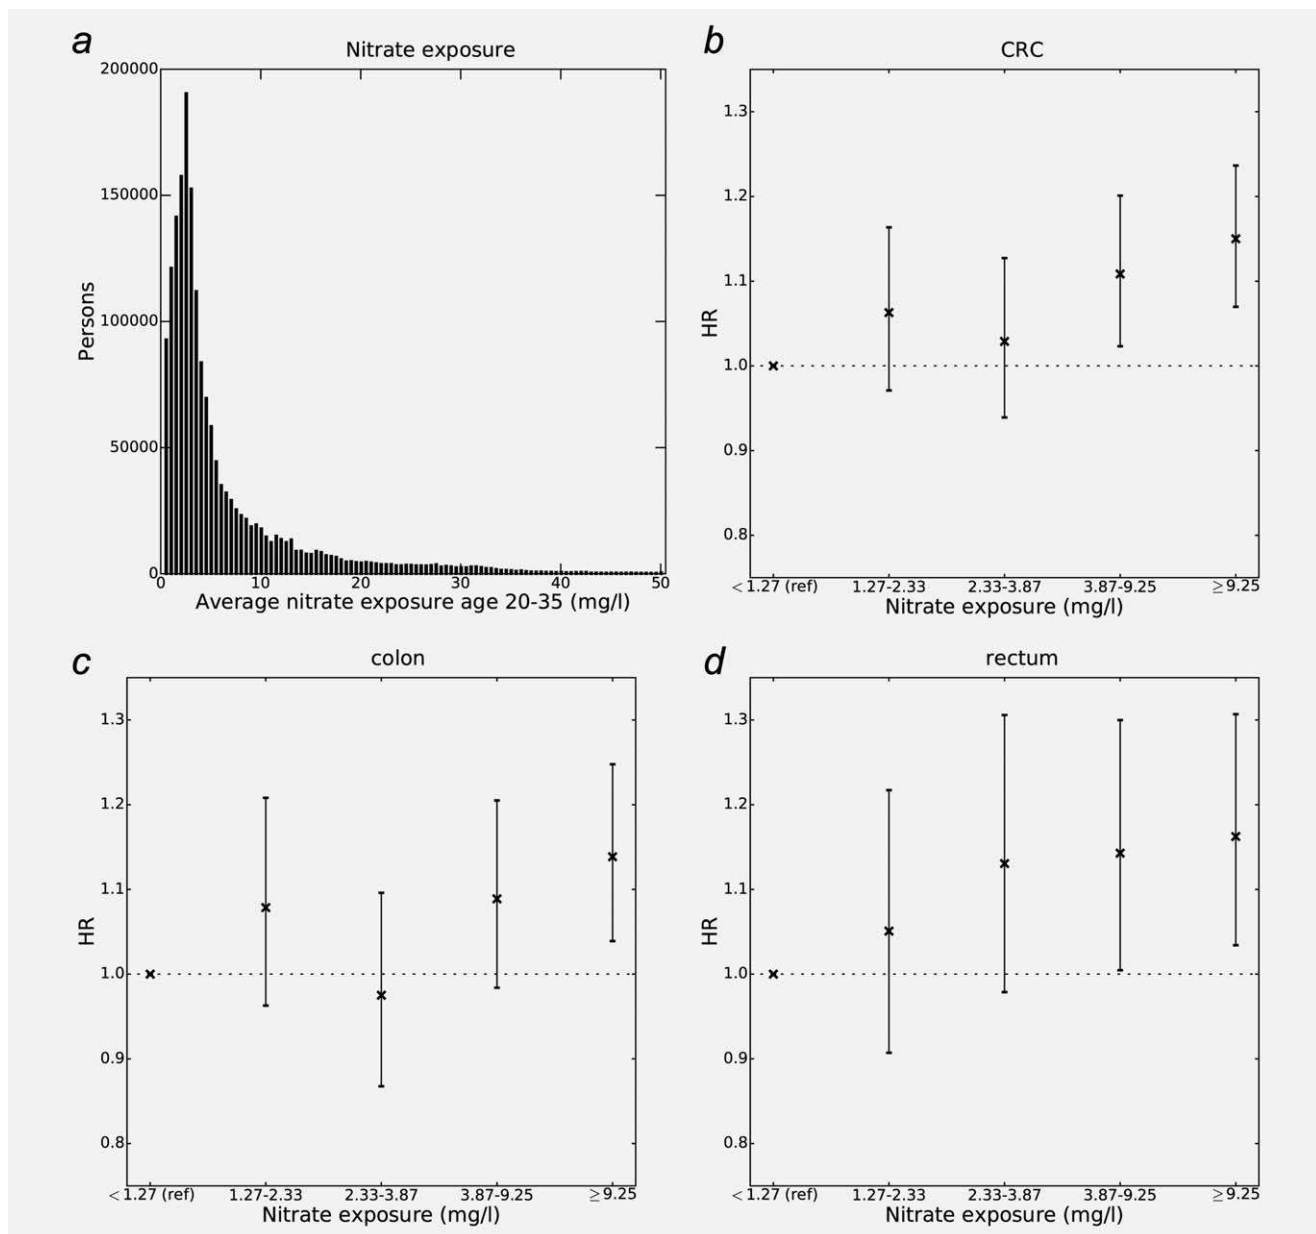 a
Nitrate exposure
200000
150000
100000
50000
0
Persons
0 10 20 30 40 50
Average nitrate exposure age 20-35 (mg/l)
b
CRC
1.3
1.2
1.1
1.0
0.9
0.8
HR
<1.27 (ref) 1.27-2.33 2.33-3.87 3.87-9.25 ≥9.25
Nitrate exposure (mg/l)
c
colon
1.3
1.2
1.1
1.0
0.9
0.8
HR
<1.27 (ref) 1.27-2.33 2.33-3.87 3.87-9.25 ≥9.25
Nitrate exposure (mg/l)
d
rectum
1.3
1.2
1.1
1.0
0.9
0.8
HR
<1.27 (ref) 1.27-2.33 2.33-3.87 3.87-9.25 ≥9.25
Nitrate exposure (mg/l)